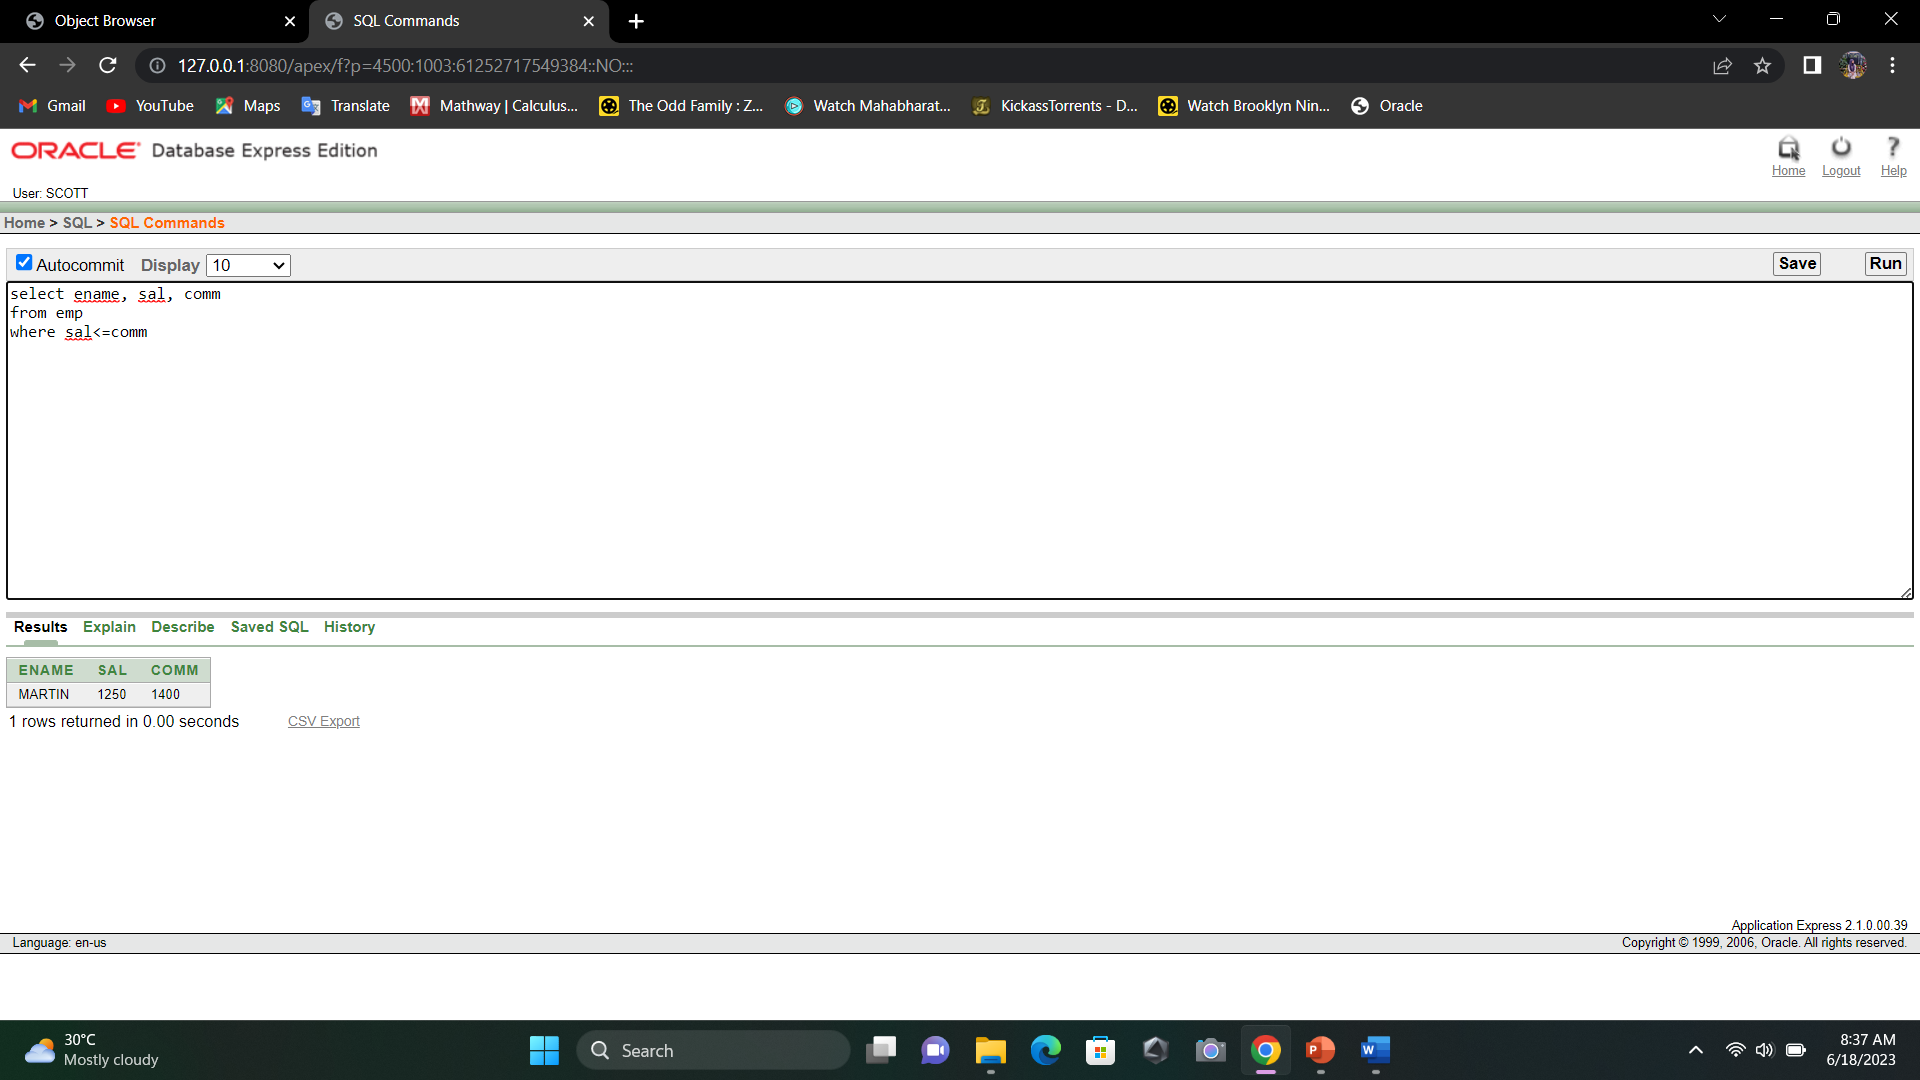 Object Browser
SQL Commands
127.0.0.1:8080/apex/f?p=4500:1003:61252717549384::NO:::
Gmail YouTube Maps Translate Mathway | Calculus... The Odd Family : Z... Watch Mahabharat... KickassTorrents - D... Watch Brooklyn Nin... Oracle
ORACLE Database Express Edition
Home Logout Help
User: SCOTT
Home > SQL > SQL Commands
Autocommit Display 10 Save Run
select ename, sal, comm
from emp
where sal<=comm
Results Explain Describe Saved SQL History
ENAME SAL COMM
MARTIN 1250 1400
1 rows returned in 0.00 seconds CSV Export
Application Express 2.1.0.00.39
Language: en-us Copyright © 1999, 2006, Oracle. All rights reserved.
30°C
Mostly cloudy
Search
8:37 AM
6/18/2023